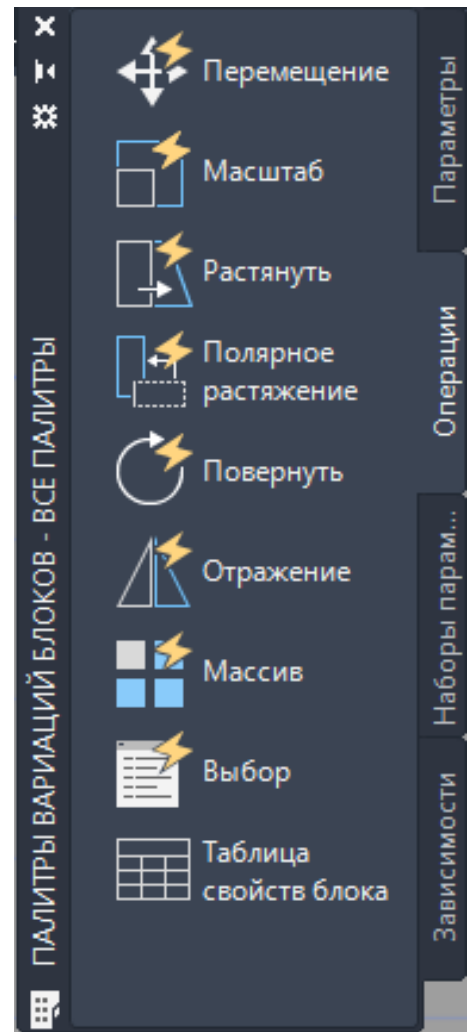 ПАЛИТРЫ ВАРИАЦИЙ БЛОКОВ - ВСЕ ПАЛИТРЫ
Перемещение
Масштаб
Растянуть
Полярное
растяжение
Повернуть
Отражение
Массив
Выбор
Таблица
свойств блока
Параметры
Операции
Наборы парам...
Зависимости